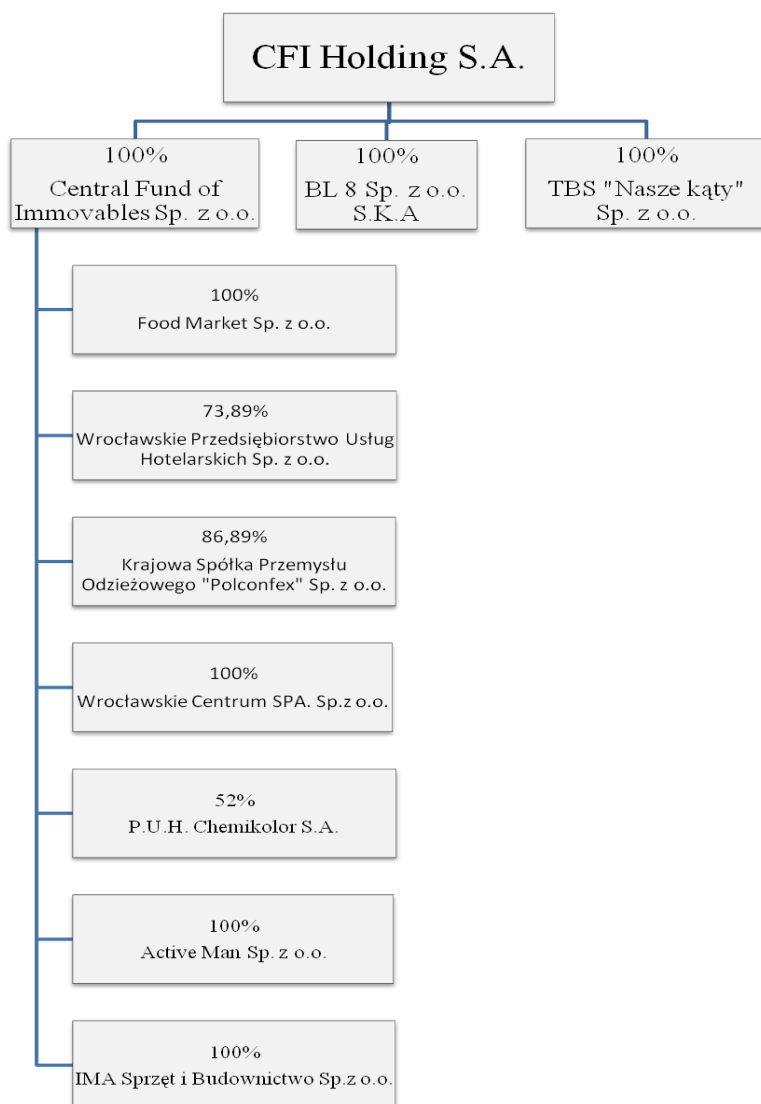 CFI Holding S.A.
100%
Central Fund of
Immovables Sp. z o.o.
100%
BL 8 Sp. z o.o.
S.K.A
100%
TBS "Nasze kąty"
Sp. z o.o.
100%
Food Market Sp. z o.o.
73,89%
Wrocławskie Przedsiębiorstwo Usług
Hotelarskich Sp. z o.o.
86,89%
Krajowa Spółka Przemysłu
Odzieżowego "Polconfex" Sp. z o.o.
100%
Wrocławskie Centrum SPA. Sp.z o.o.
52%
P.U.H. Chemikolor S.A.
100%
Active Man Sp. z o.o.
100%
IMA Sprzęt i Budownictwo Sp.z o.o.